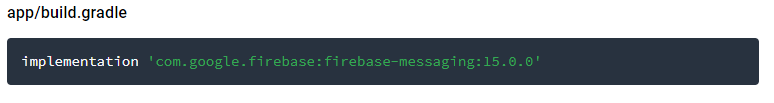 app/build.gradle
implementation 'com.google.firebase:firebase-messaging:15.0.0'